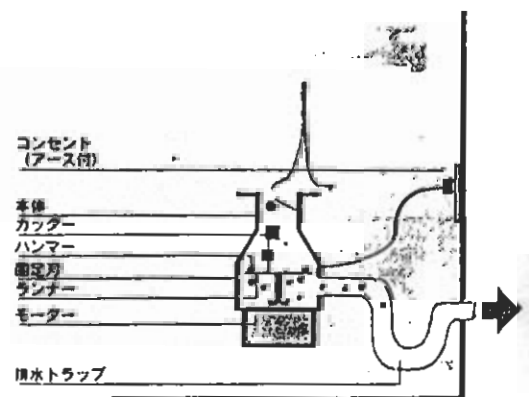 コンセント
(アース付)
本体
カッター
ハンマー
固定刃
ランナー
モーター
排水トラップ